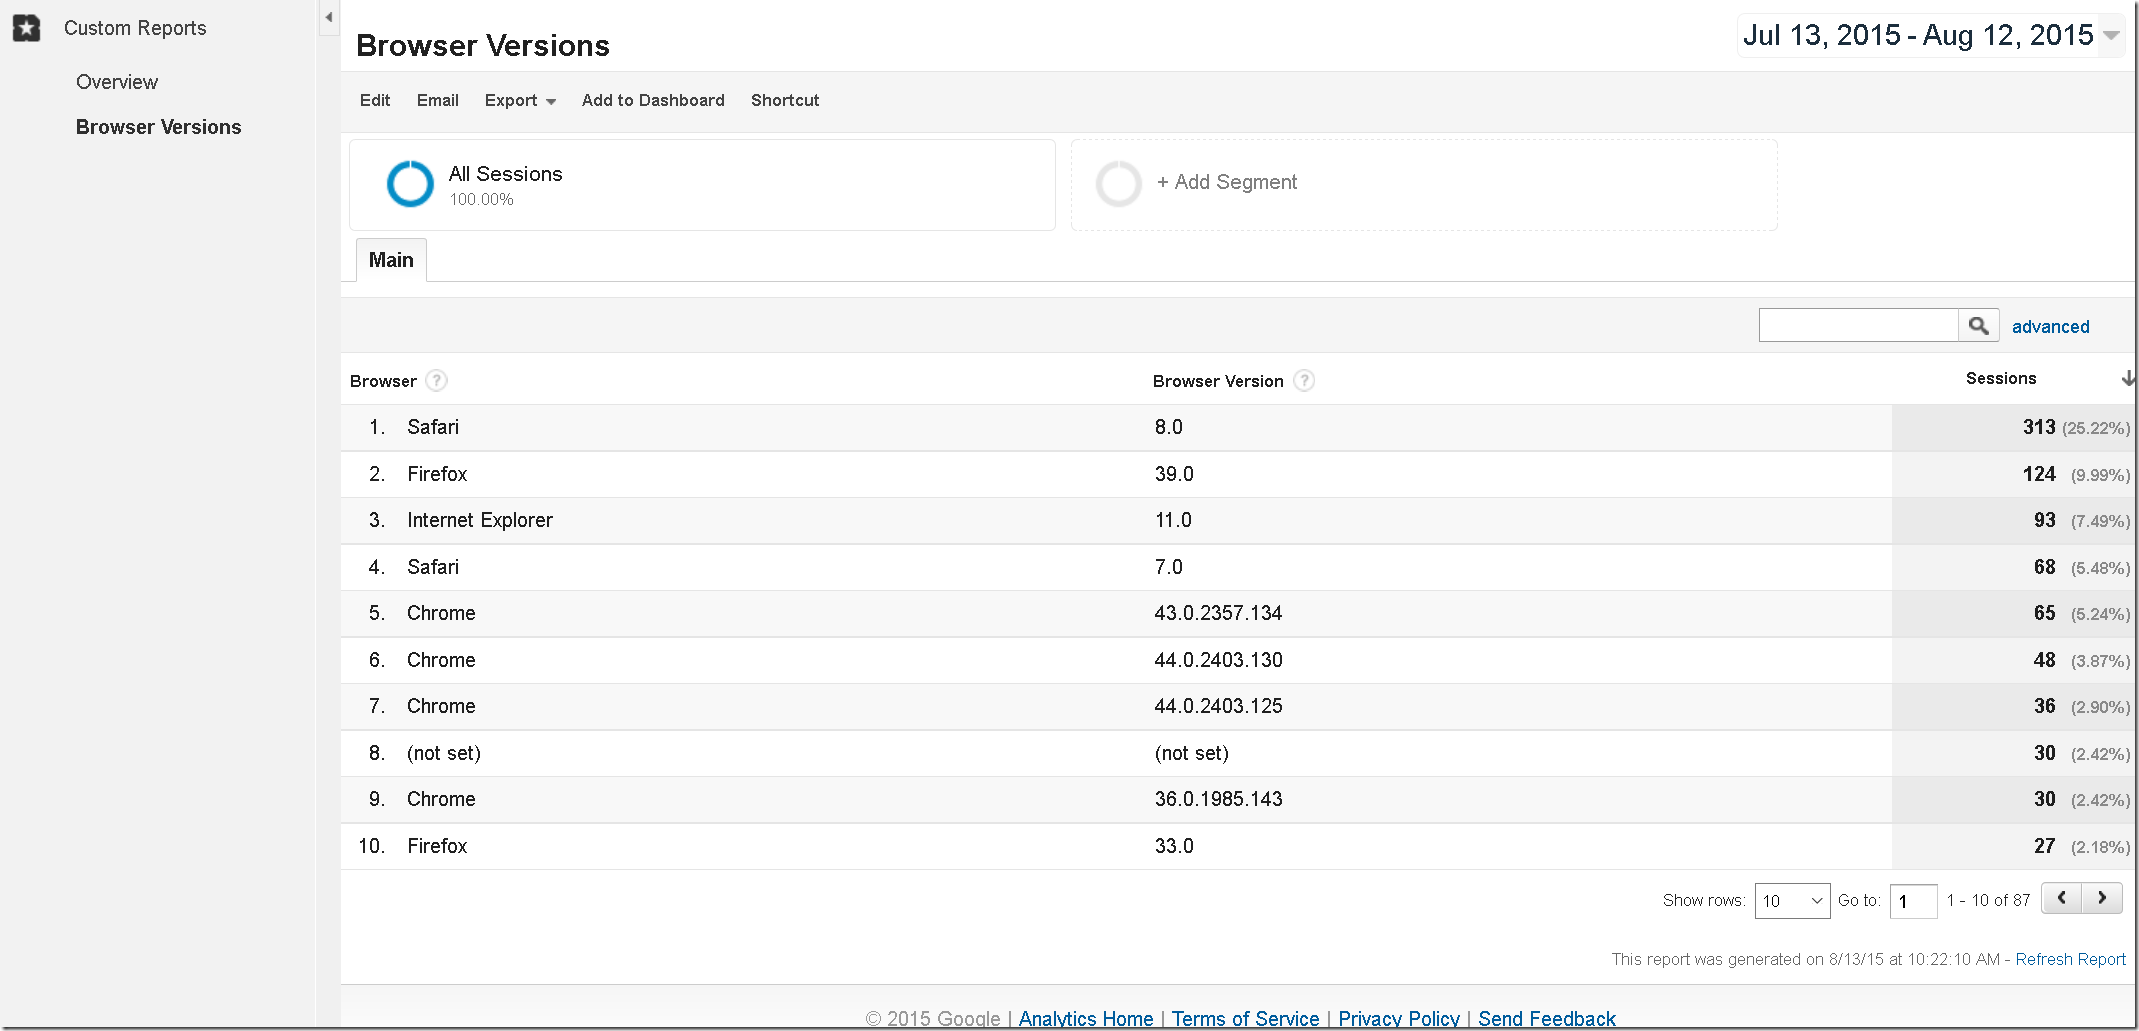 Custom Reports
Overview
Browser Versions
Browser Versions
Jul 13, 2015 - Aug 12, 2015
Edit Email Export Add to Dashboard Shortcut
All Sessions
100.00%
+ Add Segment
Main
advanced
Browser ? Browser Version ? Sessions
1. Safari 8.0 313 (25.22%)
2. Firefox 39.0 124 (9.99%)
3. Internet Explorer 11.0 93 (7.49%)
4. Safari 7.0 68 (5.48%)
5. Chrome 43.0.2357.134 65 (5.24%)
6. Chrome 44.0.2403.130 48 (3.87%)
7. Chrome 44.0.2403.125 36 (2.90%)
8. (not set) (not set) 30 (2.42%)
9. Chrome 36.0.1985.143 30 (2.42%)
10. Firefox 33.0 27 (2.18%)
Show rows: 10 Go to: 1 1 - 10 of 87
This report was generated on 8/13/15 at 10:22:10 AM - Refresh Report
© 2015 Google | Analytics Home | Terms of Service | Privacy Policy | Send Feedback